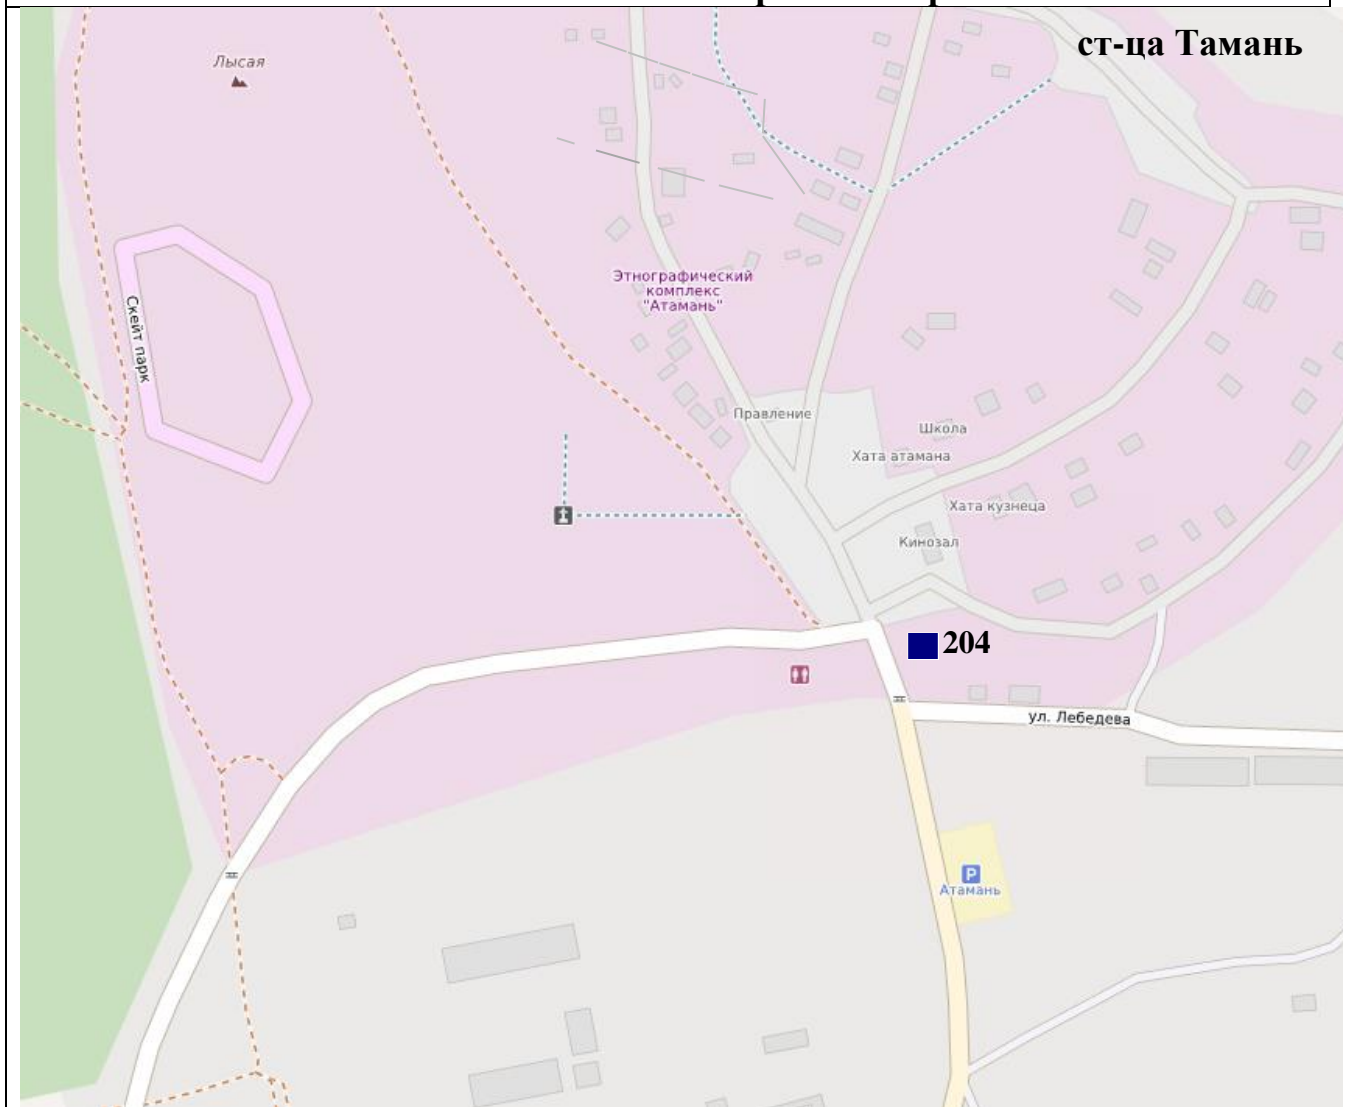 ст-ца Тамань
Лысая
Этнографический
комплекс
"Атамань"
Скейт парк
Правление
Школа
Хата атамана
Хата кузнеца
Кинозал
204
ул. Лебедева
P
Атамань